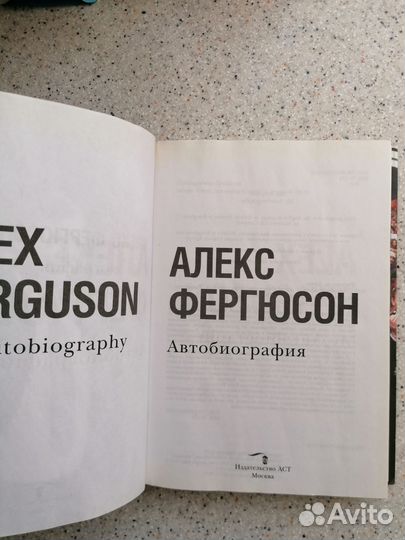 EX
RGUSON
tobiography
АЛЕКС
ФЕРГЮСОН
Автобиография
Издательство АСТ
Москва
Avito